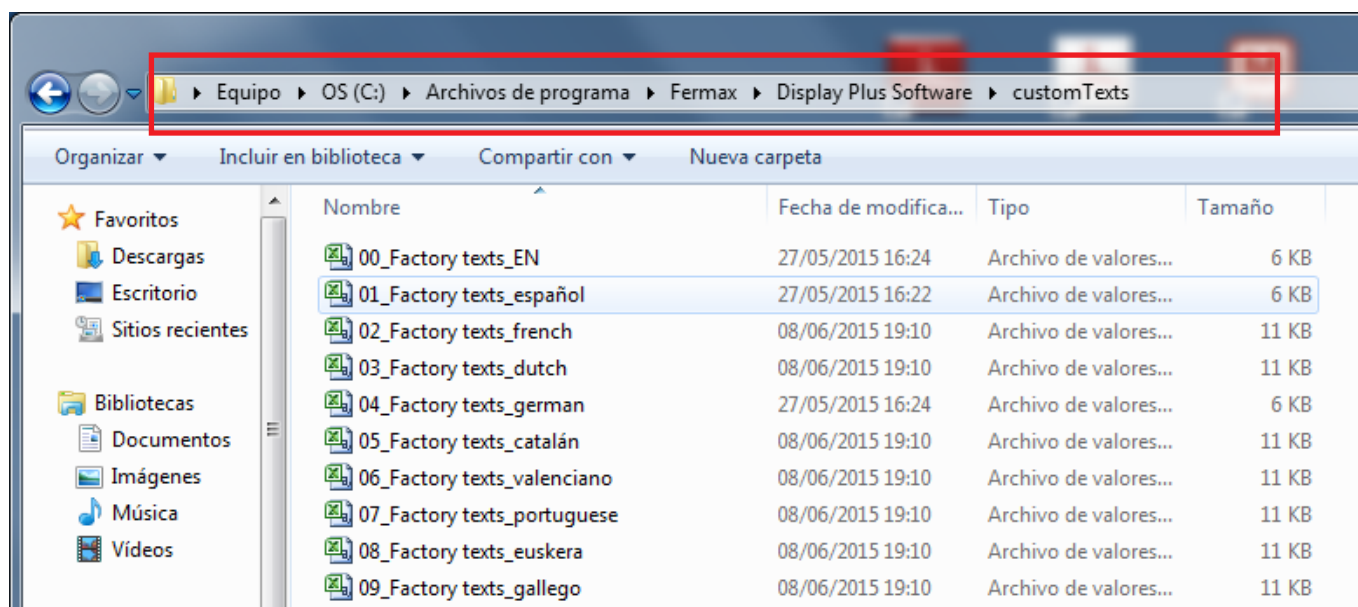 Equipo ▸ OS (C:) ▸ Archivos de programa ▸ Fermax ▸ Display Plus Software ▸ customTexts
Organizar Incluir en biblioteca Compartir con Nueva carpeta
Favoritos
Descargas
Escritorio
Sitios recientes
Bibliotecas
Documentos
Imágenes
Música
Vídeos
Nombre Fecha de modifica... Tipo Tamaño
00_Factory texts_EN 27/05/2015 16:24 Archivo de valores... 6 KB
01_Factory texts_español 27/05/2015 16:22 Archivo de valores... 6 KB
02_Factory texts_french 08/06/2015 19:10 Archivo de valores... 11 KB
03_Factory texts_dutch 08/06/2015 19:10 Archivo de valores... 11 KB
04_Factory texts_german 27/05/2015 16:24 Archivo de valores... 6 KB
05_Factory texts_catalán 08/06/2015 19:10 Archivo de valores... 11 KB
06_Factory texts_valenciano 08/06/2015 19:10 Archivo de valores... 11 KB
07_Factory texts_portuguese 08/06/2015 19:10 Archivo de valores... 11 KB
08_Factory texts_euskera 08/06/2015 19:10 Archivo de valores... 11 KB
09_Factory texts_gallego 08/06/2015 19:10 Archivo de valores... 11 KB